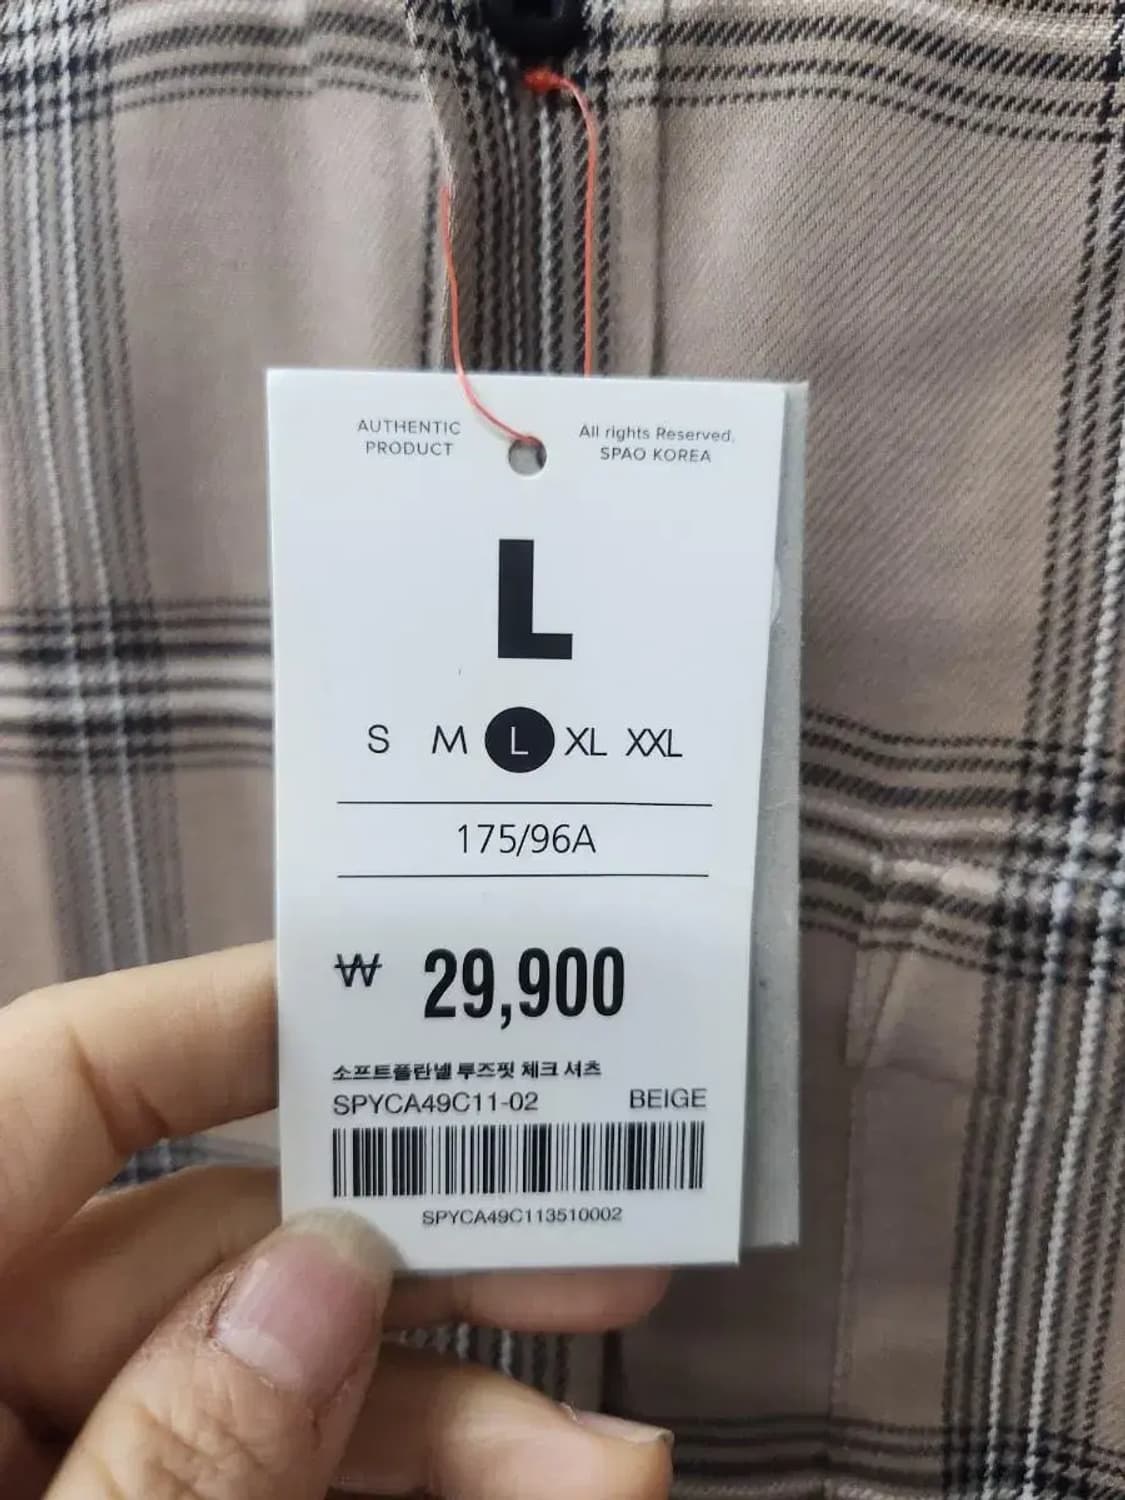 AUTHENTIC
PRODUCT
All rights Reserved.
SPAO KOREA
L
S M L XL XXL
175/96A
₩ 29,900
소프트플란넬 루즈핏 체크 셔츠
SPYCA49C11-02 BEIGE
SPYCA49C113510002